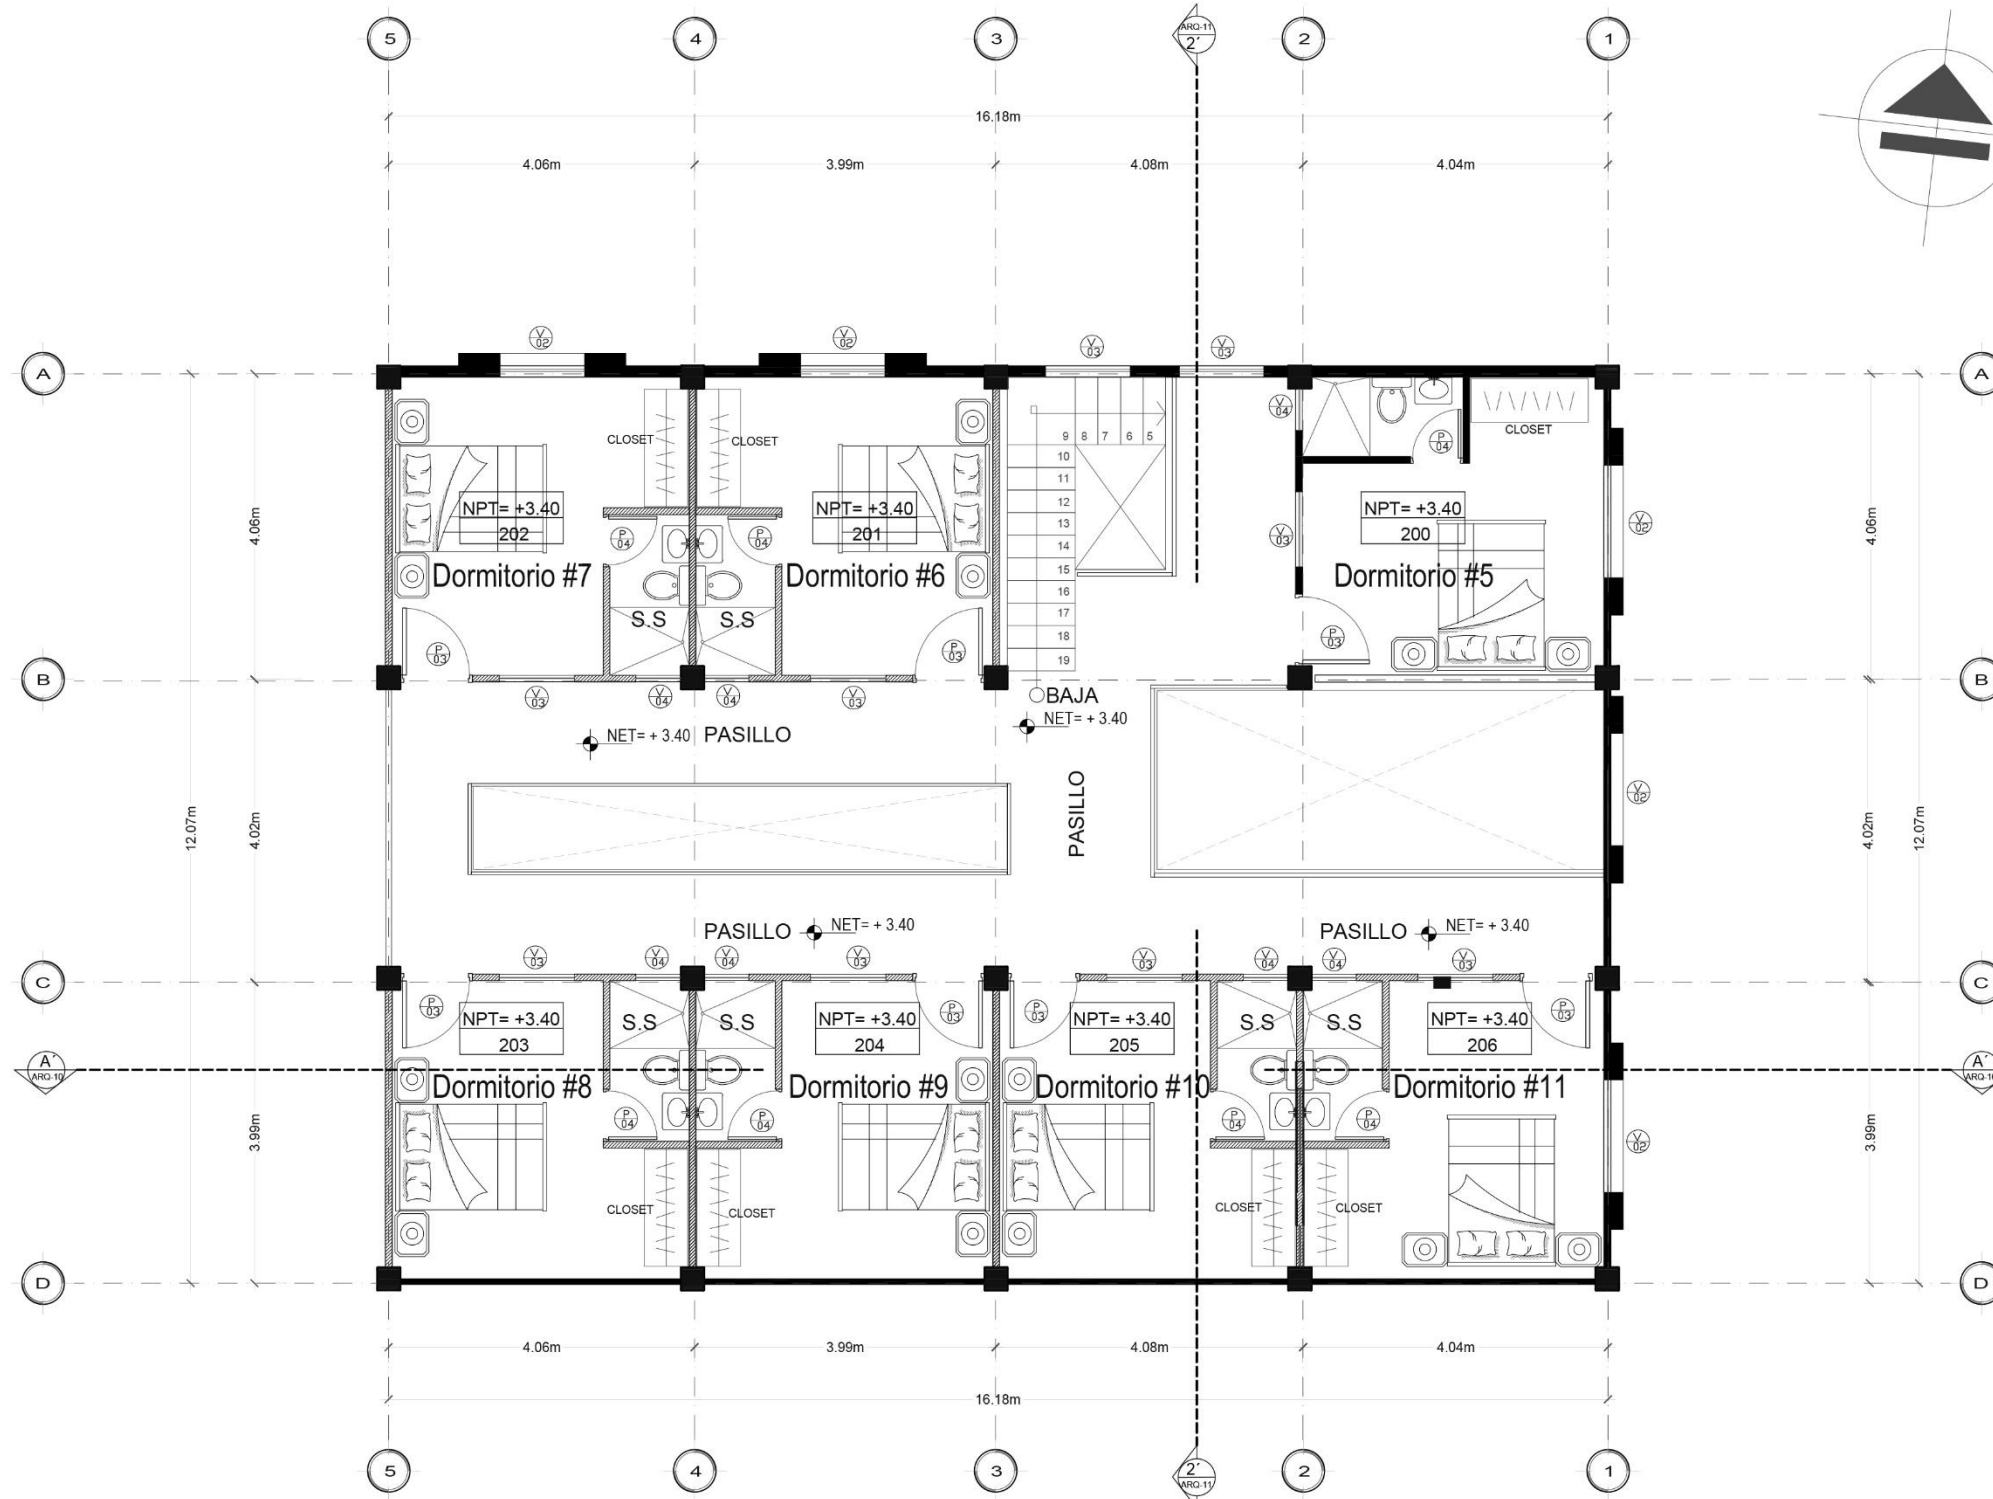 5 4 3 ARQ-11 2´ 2 1
16.18m
4.06m 3.99m 4.08m 4.04m
V 02 V 02 V 03 V 03
A A
V 04
CLOSET CLOSET CLOSET
P 04
9 8 7 6 5
10
11
12
13
14
15
16
17
18
19
NPT= +3.40
202
NPT= +3.40
201
NPT= +3.40
200
4.06m 4.06m
V 02
P 04 P 04 V 03
Dormitorio #7 Dormitorio #6 Dormitorio #5
S.S S.S
P 03 P 03 P 03
B B
V 03 V 04 V 04 V 03
BAJA
NET= + 3.40
NET= + 3.40 PASILLO
PASILLO
V 02
12.07m 4.02m 4.02m 12.07m
PASILLO NET= + 3.40 PASILLO NET= + 3.40
V 03 V 04 V 04 V 03 V 03 V 04 V 04 V 03
C C
P 03 P 03 P 03 P 03
NPT= +3.40
203
S.S S.S
NPT= +3.40
204
NPT= +3.40
205
S.S S.S
NPT= +3.40
206
A´ ARQ-10
A´
Dormitorio #8 Dormitorio #9 Dormitorio #10 Dormitorio #11
P 04 P 04 P 04 P 04
3.99m 3.99m
V 02
CLOSET CLOSET CLOSET CLOSET
D D
4.06m 3.99m 4.08m 4.04m
16.18m
5 4 3 2´ ARQ-11 2 1